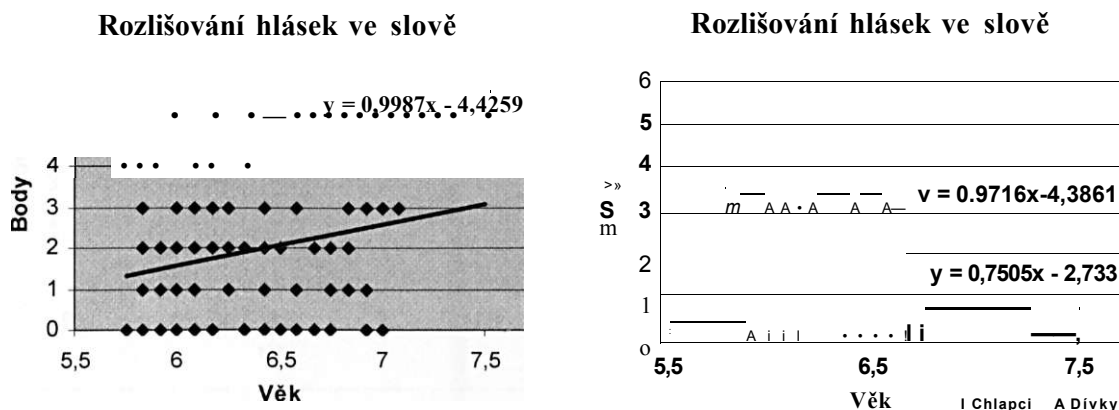 Rozlišování hlásek ve slově
y = 0,9987x - 4,4259
4
3
2
1
0
Body
5,5 6 6,5 7 7,5
Věk
Rozlišování hlásek ve slově
6
5
4
S 3
m
2
1
o
m A A • A A A
v = 0.9716x-4,3861
y = 0,7505x - 2,733
A i i l
l i
5,5 6,5 7,5
Věk
I Chlapci A Dívky